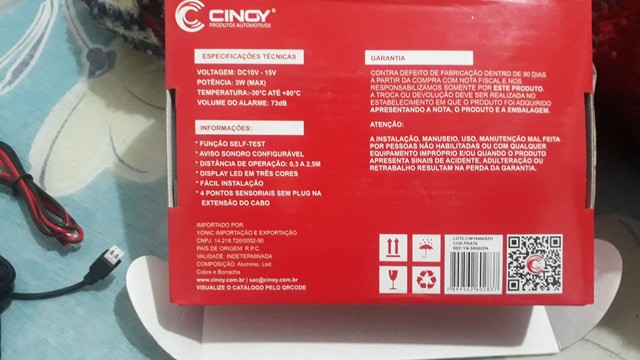 CINOY
PRODUTOS AUTOMOTIVOS
ESPECIFICAÇÕES TÉCNICAS
VOLTAGEM: DC10V - 15V
POTÊNCIA: 3W (MAX)
TEMPERATURA:-30°C ATÉ +80°C
VOLUME DO ALARME: 73dB
INFORMAÇÕES:
* FUNÇÃO SELF-TEST
* AVISO SONORO CONFIGURÁVEL
* DISTÂNCIA DE OPERAÇÃO: 0.3 A 2,5M
* DISPLAY LED EM TRÊS CORES
* FÁCIL INSTALAÇÃO
* 4 PONTOS SENSORIAIS SEM PLUG NA
EXTENSÃO DO CABO
IMPORTADO POR
YONIC IMPORTAÇÃO E EXPORTAÇÃO
CNPJ: 14.218.726/0002-90
PAÍS DE ORIGEM: R.P.C.
VALIDADE: INDETERMINADA
COMPOSIÇÃO: Alumínio, Led,
Cobre e Borracha
www.cinoy.com.br | sac@cinoy.com.br
VISUALIZE O CATÁLOGO PELO QRCODE
GARANTIA
CONTRA DEFEITO DE FABRICAÇÃO DENTRO DE 90 DIAS
A PARTIR DA COMPRA COM NOTA FISCAL E NOS
RESPONSABILIZAMOS SOMENTE POR ESTE PRODUTO.
A TROCA OU DEVOLUÇÃO DEVE SER REALIZADA NO
ESTABELECIMENTO EM QUE O PRODUTO FOI ADQUIRIDO
APRESENTANDO A NOTA, O PRODUTO E A EMBALAGEM.
ATENÇÃO:
A INSTALAÇÃO, MANUSEIO, USO, MANUTENÇÃO MAL FEITA
POR PESSOAS NÃO HABILITADAS OU COM QUALQUER
EQUIPAMENTO IMPRÓPRIO E/OU QUANDO O PRODUTO
APRESENTA SINAIS DE ACIDENTE, ADULTERAÇÃO OU
RETRABALHO RESULTAM NA PERDA DA GARANTIA.
COR:PRATA